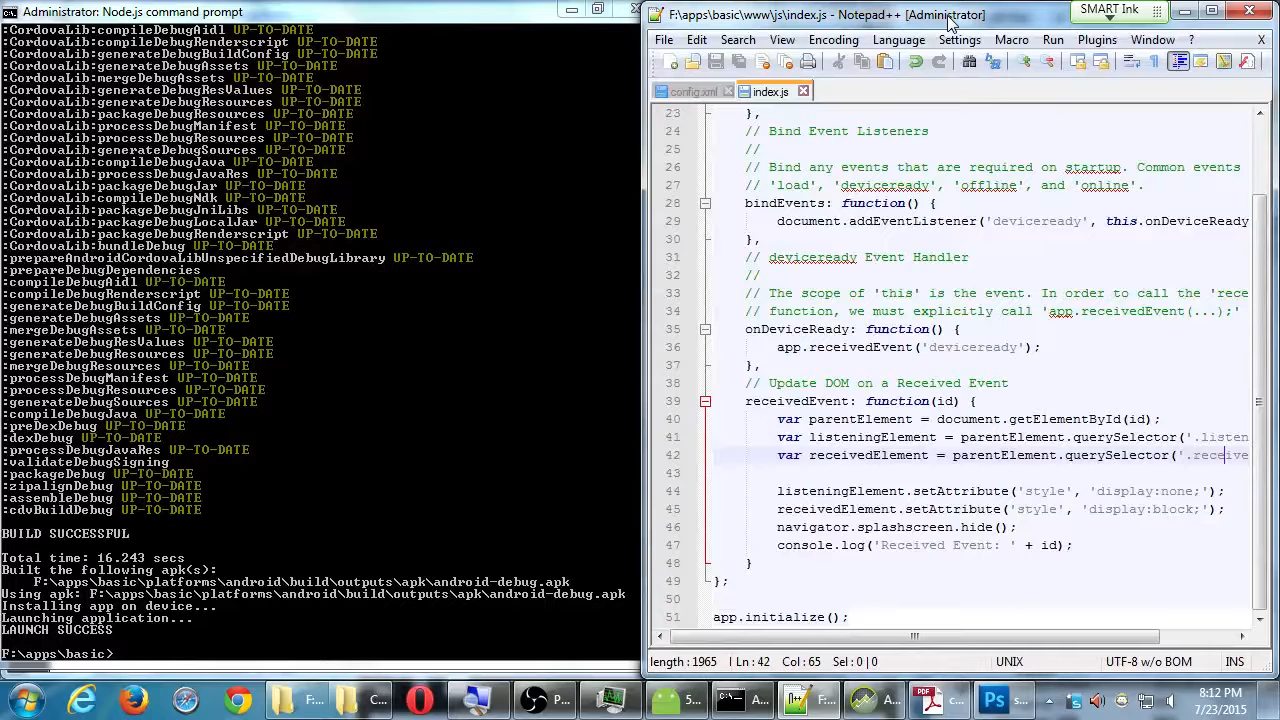 Administrator: Node.js command prompt
:CordovaLib:compileDebugAidl UP-TO-DATE
:CordovaLib:compileDebugRenderscript UP-TO-DATE
:CordovaLib:generateDebugBuildConfig UP-TO-DATE
:CordovaLib:generateDebugAssets UP-TO-DATE
:CordovaLib:mergeDebugAssets UP-TO-DATE
:CordovaLib:generateDebugResValues UP-TO-DATE
:CordovaLib:generateDebugResources UP-TO-DATE
:CordovaLib:packageDebugResources UP-TO-DATE
:CordovaLib:processDebugManifest UP-TO-DATE
:CordovaLib:processDebugResources UP-TO-DATE
:CordovaLib:generateDebugSources UP-TO-DATE
:CordovaLib:compileDebugJava UP-TO-DATE
:CordovaLib:processDebugJavaRes UP-TO-DATE
:CordovaLib:packageDebugJar UP-TO-DATE
:CordovaLib:compileDebugNdk UP-TO-DATE
:CordovaLib:packageDebugJniLibs UP-TO-DATE
:CordovaLib:packageDebugLocalJar UP-TO-DATE
:CordovaLib:packageDebugRenderscript UP-TO-DATE
:CordovaLib:bundleDebug UP-TO-DATE
:prepareAndroidCordovaLibUnspecifiedDebugLibrary UP-TO-DATE
:prepareDebugDependencies
:compileDebugAidl UP-TO-DATE
:compileDebugRenderscript UP-TO-DATE
:generateDebugBuildConfig UP-TO-DATE
:generateDebugAssets UP-TO-DATE
:mergeDebugAssets UP-TO-DATE
:generateDebugResValues UP-TO-DATE
:generateDebugResources UP-TO-DATE
:mergeDebugResources UP-TO-DATE
:processDebugManifest UP-TO-DATE
:processDebugResources UP-TO-DATE
:generateDebugSources UP-TO-DATE
:compileDebugJava UP-TO-DATE
:preDexDebug UP-TO-DATE
:dexDebug UP-TO-DATE
:processDebugJavaRes UP-TO-DATE
:validateDebugSigning
:packageDebug UP-TO-DATE
:zipalignDebug UP-TO-DATE
:assembleDebug UP-TO-DATE
:cdvBuildDebug UP-TO-DATE
BUILD SUCCESSFUL
Total time: 16.243 secs
Built the following apk(s):
F:\apps\basic\platforms\android\build\outputs\apk\android-debug.apk
Using apk: F:\apps\basic\platforms\android\build\outputs\apk\android-debug.apk
Installing app on device...
Launching application...
LAUNCH SUCCESS
F:\apps\basic>
F:\apps\basic\www\js\index.js - Notepad++ [Administrator]
SMART Ink
File Edit Search View Encoding Language Settings Macro Run Plugins Window ? X
config.xml index.js
23 },
24 // Bind Event Listeners
25 //
26 // Bind any events that are required on startup. Common events
27 // 'load', 'deviceready', 'offline', and 'online'.
28 bindEvents: function() {
29 document.addEventListener('deviceready', this.onDeviceReady
30 },
31 // deviceready Event Handler
32 //
33 // The scope of 'this' is the event. In order to call the 'rece
34 // function, we must explicitly call 'app.receivedEvent(...);'
35 onDeviceReady: function() {
36 app.receivedEvent('deviceready');
37 },
38 // Update DOM on a Received Event
39 receivedEvent: function(id) {
40 var parentElement = document.getElementById(id);
41 var listeningElement = parentElement.querySelector('.listen
42 var receivedElement = parentElement.querySelector('.receive
43
44 listeningElement.setAttribute('style', 'display:none;');
45 receivedElement.setAttribute('style', 'display:block;');
46 navigator.splashscreen.hide();
47 console.log('Received Event: ' + id);
48 }
49 };
50
51 app.initialize();
length: 1965 Ln: 42 Col: 65 Sel: 0 | 0 UNIX UTF-8 w/o BOM INS
F:... C... P... 5... A... F... A... PDF c... Ps s...
8:12 PM
7/23/2015